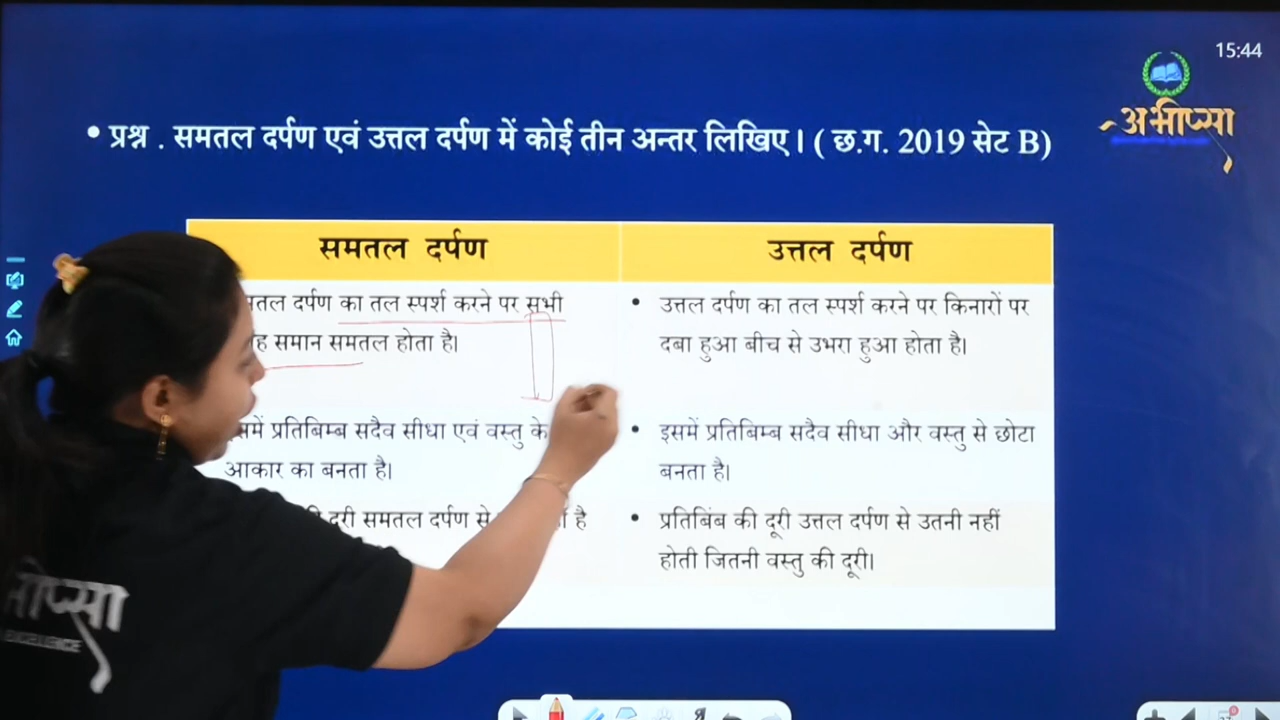 15:44
अभीप्सा
• प्रश्न . समतल दर्पण एवं उत्तल दर्पण में कोई तीन अन्तर लिखिए । ( छ.ग. 2019 सेट B)
समतल दर्पण
उत्तल दर्पण
दर्पण का तल स्पर्श करने पर सभी
समान समतल होता है।
प्रतिबिम्ब सदैव सीधा एवं वस्तु के
आकार का बनता है।
दूरी समतल दर्पण से
है
• उत्तल दर्पण का तल स्पर्श करने पर किनारों पर
दबा हुआ बीच से उभरा हुआ होता है।
• इसमें प्रतिबिम्ब सदैव सीधा और वस्तु से छोटा
बनता है।
• प्रतिबिंब की दूरी उत्तल दर्पण से उतनी नहीं
होती जितनी वस्तु की दूरी।
EXCELLENCE